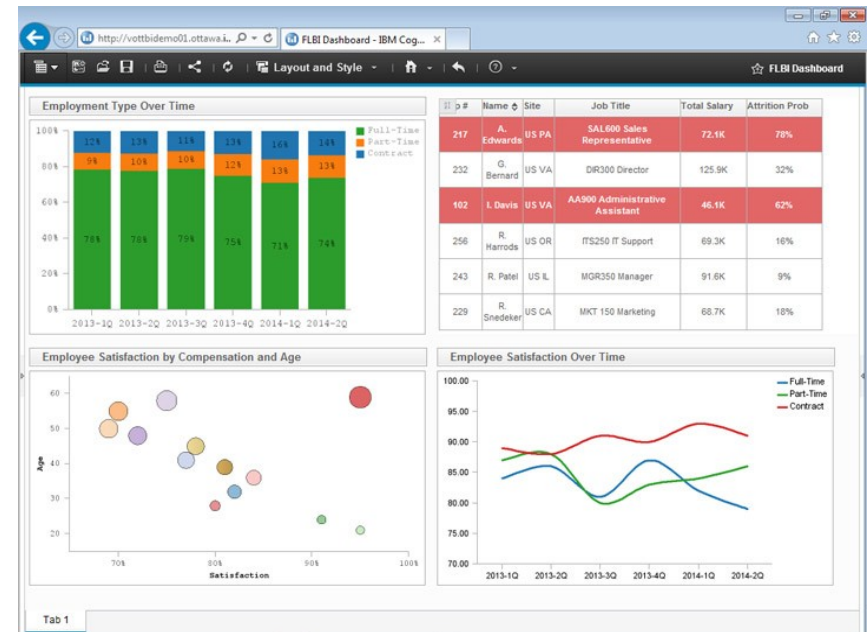 http://vottbidemo01.ottawa.i..
FLBI Dashboard - IBM Cog...
Layout and Style
FLBI Dashboard
Employment Type Over Time
100%
80%
60%
40%
20%
0%
12% 13% 11% 13% 16% 14%
9% 10% 10% 12% 13% 13%
78% 78% 79% 75% 71% 74%
2013-1Q 2013-2Q 2013-3Q 2013-4Q 2014-1Q 2014-2Q
Full-Time
Part-Time
Contract
p # Name Site Job Title Total Salary Attrition Prob
217 A. Edwards US PA SAL600 Sales Representative 72.1K 78%
232 G. Bernard US VA DIR300 Director 125.9K 32%
102 I. Davis US VA AA900 Administrative Assistant 46.1K 62%
256 R. Harrods US OR ITS250 IT Support 69.3K 16%
243 R. Patel US IL MGR350 Manager 91.6K 9%
229 R. Snedeker US CA MKT 150 Marketing 68.7K 18%
Employee Satisfaction by Compensation and Age
Age
60
50
40
30
20
70% 80% 90% 100%
Satisfaction
Employee Satisfaction Over Time
100.00
95.00
90.00
85.00
80.00
75.00
70.00
2013-1Q 2013-2Q 2013-3Q 2013-4Q 2014-1Q 2014-2Q
Full-Time
Part-Time
Contract
Tab 1